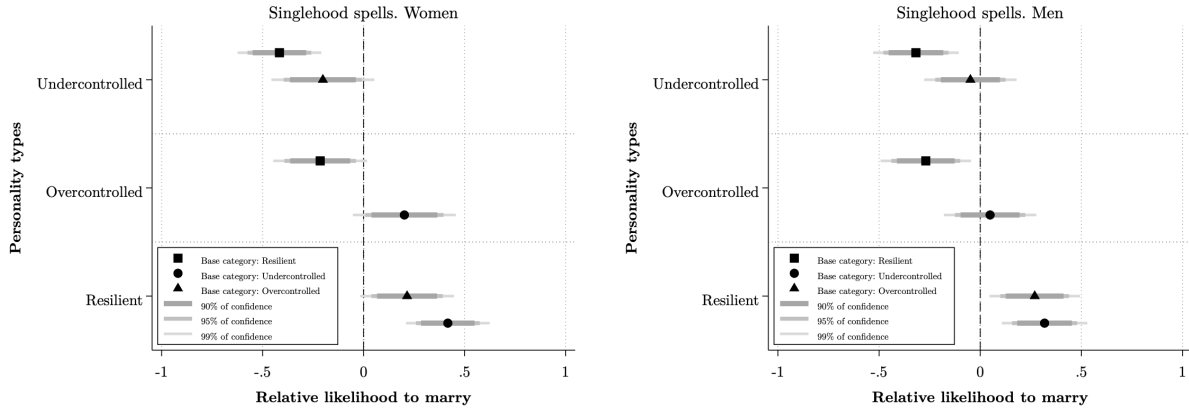 Singlehood spells. Women
Personality types
Undercontrolled
Overcontrolled
Resilient
Base category: Resilient
Base category: Undercontrolled
Base category: Overcontrolled
90% of confidence
95% of confidence
99% of confidence
-1 -.5 0 .5 1
Relative likelihood to marry
Singlehood spells. Men
Personality types
Undercontrolled
Overcontrolled
Resilient
Base category: Resilient
Base category: Undercontrolled
Base category: Overcontrolled
90% of confidence
95% of confidence
99% of confidence
-1 -.5 0 .5 1
Relative likelihood to marry